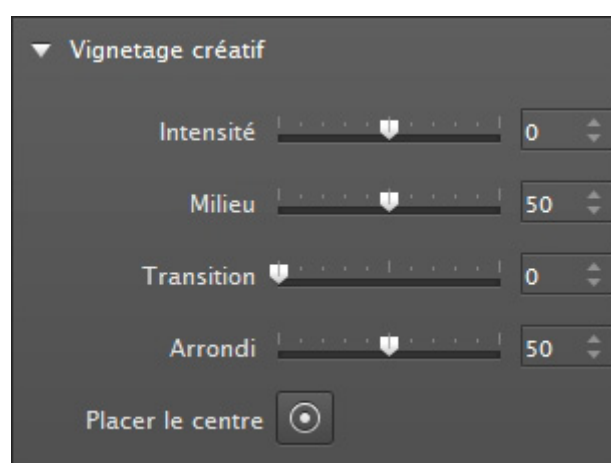 Vignetage créatif
Intensité 0
Milieu 50
Transition 0
Arrondi 50
Placer le centre